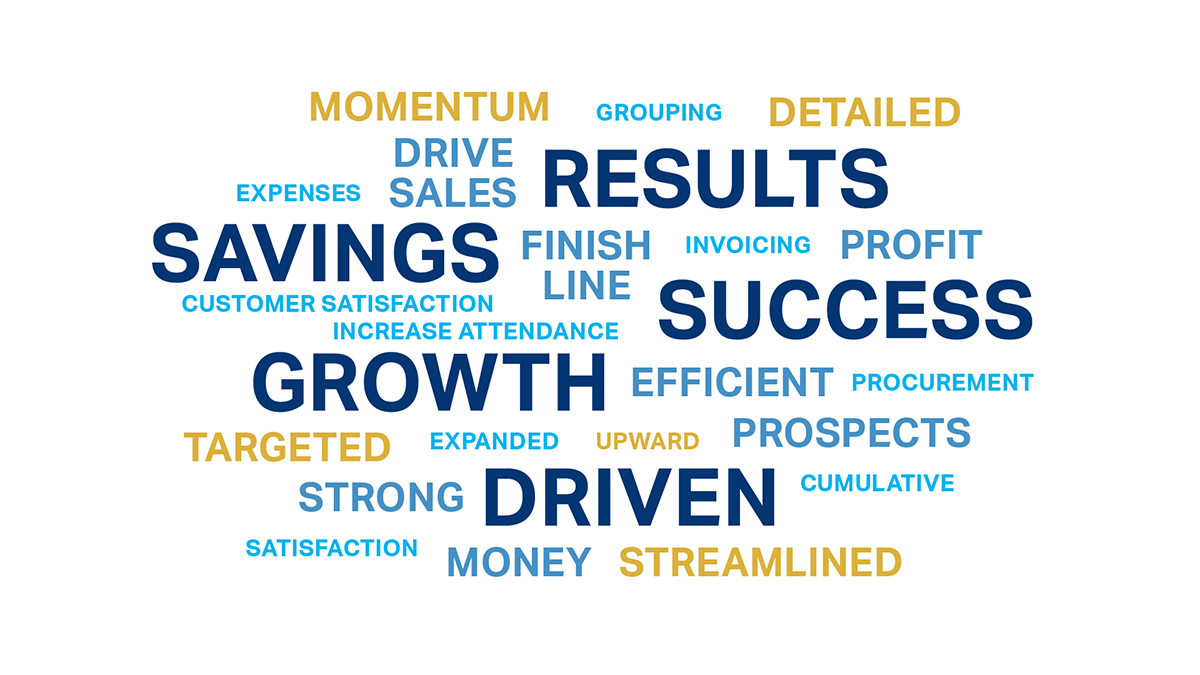 MOMENTUM GROUPING DETAILED
DRIVE
SALES
RESULTS
EXPENSES
SAVINGS
FINISH
LINE
INVOICING PROFIT
CUSTOMER SATISFACTION
SUCCESS
INCREASE ATTENDANCE
GROWTH EFFICIENT PROCUREMENT
TARGETED EXPANDED UPWARD PROSPECTS
STRONG DRIVEN CUMULATIVE
SATISFACTION MONEY STREAMLINED